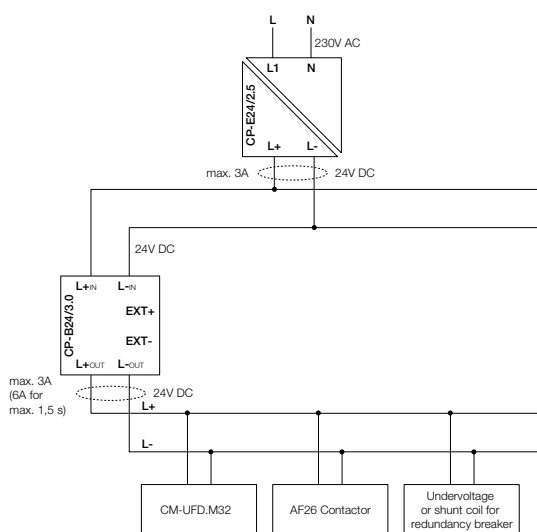 L N
230V AC
L1 N
CP-E24/2.5
L+ L-
max. 3A 24V DC
24V DC
L+IN L-IN
CP-B24/3.0
EXT+
EXT-
L+OUT L-OUT
max. 3A
(6A for
max. 1,5 s)
24V DC
L+
L-
CM-UFD.M32
AF26 Contactor
Undervoltage
or shunt coil for
redundancy breaker